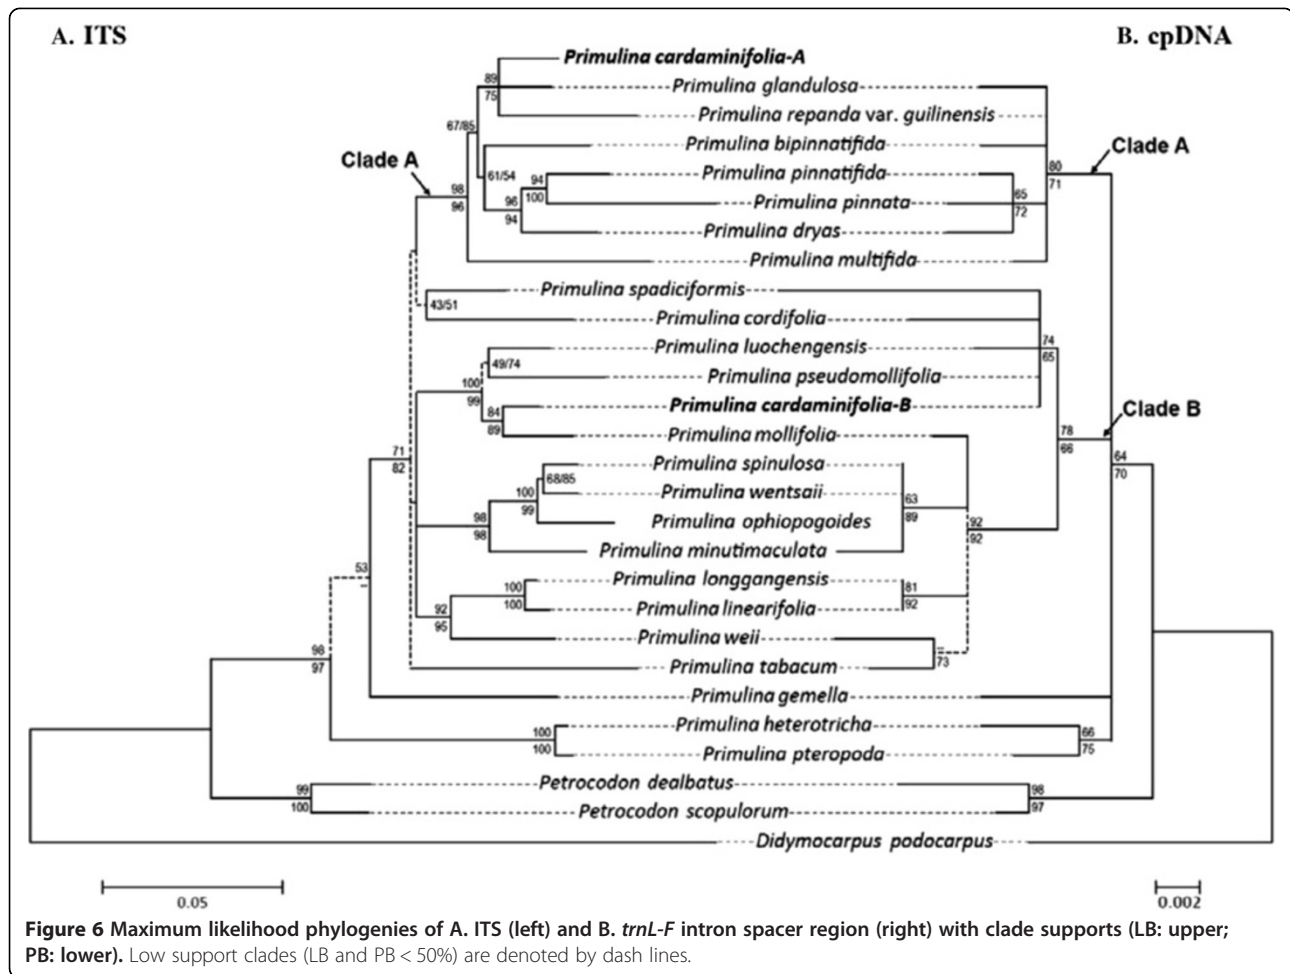 A. ITS
B. cpDNA
Primulina cardaminifolia-A
89
75
Primulina glandulosa
Primulina repanda var. guilinensis
67/85
Primulina bipinnatifida
Clade A
Clade A
61/54
94
100
Primulina pinnatifida
80
71
98
96
96
94
Primulina pinnata
65
72
Primulina dryas
Primulina multifida
Primulina spadiciformis
43/51
Primulina cordifolia
Primulina luochengensis
74
65
49/74
Primulina pseudomollifolia
100
99
84
89
Primulina cardaminifolia-B
Clade B
Primulina mollifolia
78
66
71
82
Primulina spinulosa
64
70
68/85
Primulina wentsaii
100
99
63
89
Primulina ophiopogoides
98
98
92
92
Primulina minutimaculata
53
–
Primulina longgangensis
100
100
81
92
Primulina linearifolia
92
95
Primulina weii
98
97
–
73
Primulina tabacum
Primulina gemella
Primulina heterotricha
100
100
66
75
Primulina pteropoda
Petrocodon dealbatus
99
100
98
97
Petrocodon scopulorum
Didymocarpus podocarpus
0.05
0.002
Figure 6 Maximum likelihood phylogenies of A. ITS (left) and B. trnL-F intron spacer region (right) with clade supports (LB: upper;
PB: lower). Low support clades (LB and PB < 50%) are denoted by dash lines.